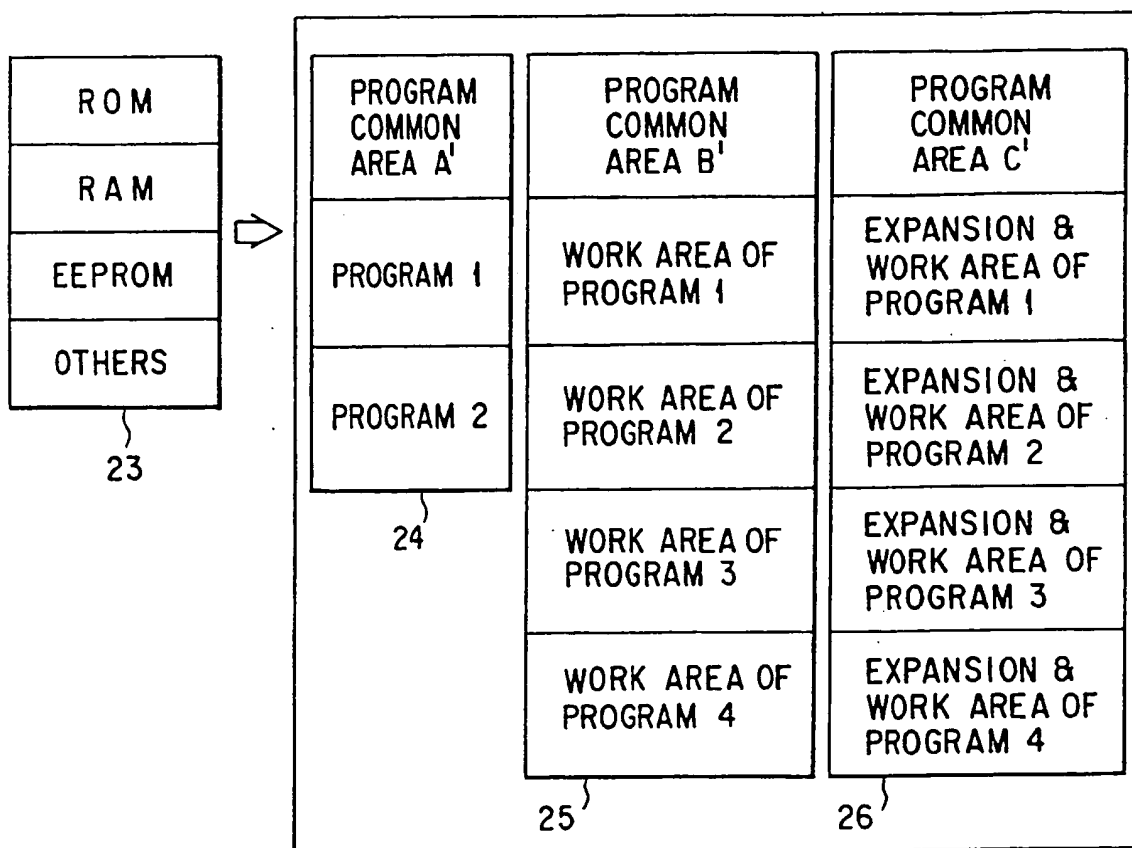 ROM
RAM
EEPROM
OTHERS
23
PROGRAM
COMMON
AREA A'
PROGRAM 1
PROGRAM 2
24
PROGRAM
COMMON
AREA B'
WORK AREA OF
PROGRAM 1
WORK AREA OF
PROGRAM 2
WORK AREA OF
PROGRAM 3
WORK AREA OF
PROGRAM 4
25
PROGRAM
COMMON
AREA C'
EXPANSION &
WORK AREA OF
PROGRAM 1
EXPANSION &
WORK AREA OF
PROGRAM 2
EXPANSION &
WORK AREA OF
PROGRAM 3
EXPANSION &
WORK AREA OF
PROGRAM 4
26